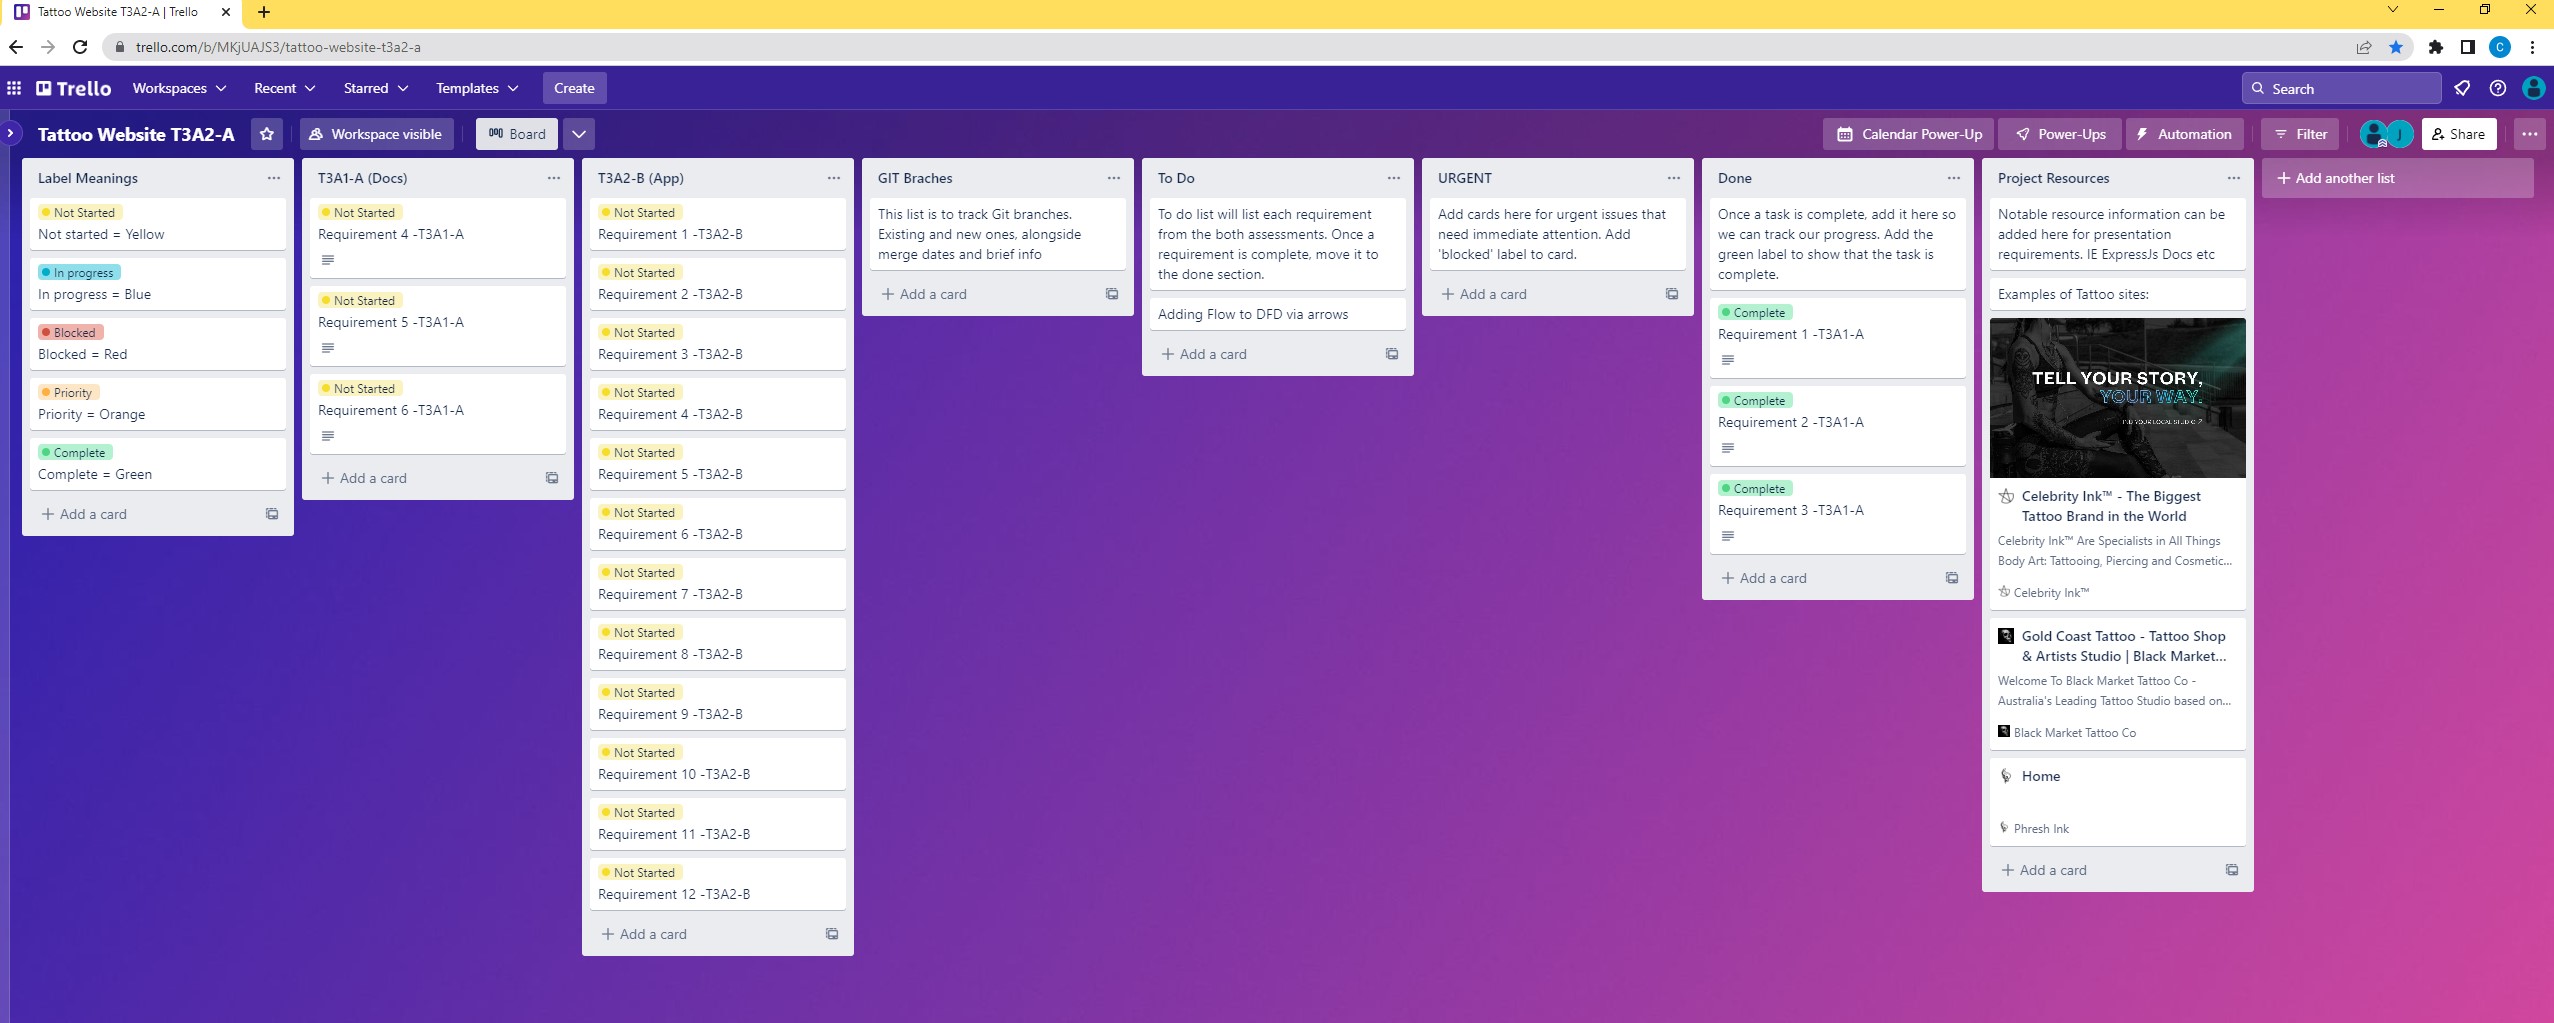 Tattoo Website T3A2-A | Trello
trello.com/b/MKjUAJS3/tattoo-website-t3a2-a
C
Trello
Workspaces
Recent
Starred
Templates
Create
Search
Tattoo Website T3A2-A
Workspace visible
Board
Calendar Power-Up
Power-Ups
Automation
Filter
J
Share
Label Meanings
Not Started
Not started = Yellow
In progress
In progress = Blue
Blocked
Blocked = Red
Priority
Priority = Orange
Complete
Complete = Green
+ Add a card
T3A1-A (Docs)
Not Started
Requirement 4 -T3A1-A
Not Started
Requirement 5 -T3A1-A
Not Started
Requirement 6 -T3A1-A
+ Add a card
T3A2-B (App)
Not Started
Requirement 1 -T3A2-B
Not Started
Requirement 2 -T3A2-B
Not Started
Requirement 3 -T3A2-B
Not Started
Requirement 4 -T3A2-B
Not Started
Requirement 5 -T3A2-B
Not Started
Requirement 6 -T3A2-B
Not Started
Requirement 7 -T3A2-B
Not Started
Requirement 8 -T3A2-B
Not Started
Requirement 9 -T3A2-B
Not Started
Requirement 10 -T3A2-B
Not Started
Requirement 11 -T3A2-B
Not Started
Requirement 12 -T3A2-B
+ Add a card
GIT Braches
This list is to track Git branches.
Existing and new ones, alongside
merge dates and brief info
+ Add a card
To Do
To do list will list each requirement
from the both assessments. Once a
requirement is complete, move it to
the done section.
Adding Flow to DFD via arrows
+ Add a card
URGENT
Add cards here for urgent issues that
need immediate attention. Add
'blocked' label to card.
+ Add a card
Done
Once a task is complete, add it here so
we can track our progress. Add the
green label to show that the task is
complete.
Complete
Requirement 1 -T3A1-A
Complete
Requirement 2 -T3A1-A
Complete
Requirement 3 -T3A1-A
+ Add a card
Project Resources
Notable resource information can be
added here for presentation
requirements. IE ExpressJs Docs etc
Examples of Tattoo sites:
TELL YOUR STORY,
YOUR WAY.
FIND YOUR LOCAL STUDIO
Celebrity Ink™ - The Biggest
Tattoo Brand in the World
Celebrity Ink™ Are Specialists in All Things
Body Art: Tattooing, Piercing and Cosmetic...
Celebrity Ink™
Gold Coast Tattoo - Tattoo Shop
& Artists Studio | Black Market...
Welcome To Black Market Tattoo Co -
Australia's Leading Tattoo Studio based on...
Black Market Tattoo Co
Home
Phresh Ink
+ Add a card
+ Add another list